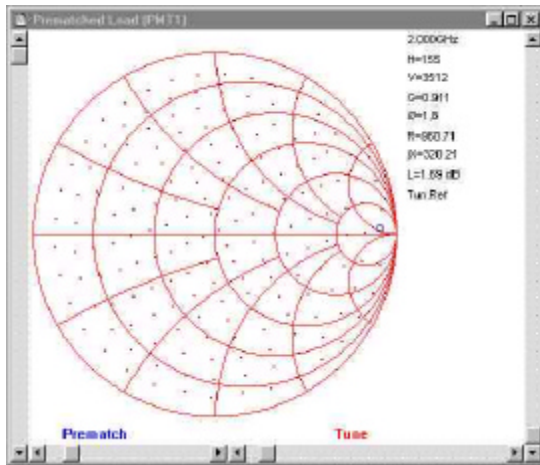 Prematched Load (PMT1)
2.000GHz
H=155
V=3512
G=0.911
Ø=1.8
R=960.71
jX=320.21
L=1.69 dB
Tun.Ref
Prematch
Tune